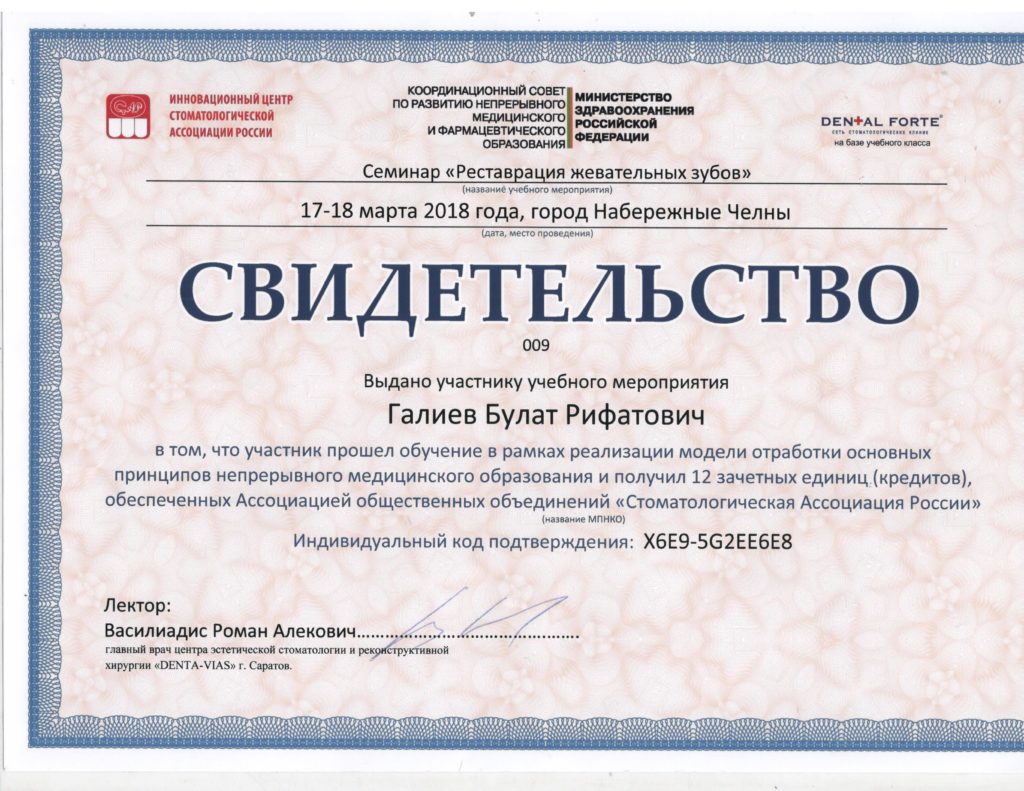 ИННОВАЦИОННЫЙ ЦЕНТР
СТОМАТОЛОГИЧЕСКОЙ
АССОЦИАЦИИ РОССИИ
КООРДИНАЦИОННЫЙ СОВЕТ
ПО РАЗВИТИЮ НЕПРЕРЫВНОГО
МЕДИЦИНСКОГО
И ФАРМАЦЕВТИЧЕСКОГО
ОБРАЗОВАНИЯ
МИНИСТЕРСТВО
ЗДРАВООХРАНЕНИЯ
РОССИЙСКОЙ
ФЕДЕРАЦИИ
DENTAL FORTE®
СЕТЬ СТОМАТОЛОГИЧЕСКИХ КЛИНИК
на базе учебного класса
Семинар «Реставрация жевательных зубов»
(название учебного мероприятия)
17-18 марта 2018 года, город Набережные Челны
(дата, место проведения)
СВИДЕТЕЛЬСТВО
009
Выдано участнику учебного мероприятия
Галиев Булат Рифатович
в том, что участник прошел обучение в рамках реализации модели отработки основных
принципов непрерывного медицинского образования и получил 12 зачетных единиц (кредитов),
обеспеченных Ассоциацией общественных объединений «Стоматологическая Ассоциация России»
(название МПНКО)
Индивидуальный код подтверждения: X6E9-5G2EE6E8
Лектор:
Василиадис Роман Алекович......................................
главный врач центра эстетической стоматологии и реконструктивной
хирургии «DENTA-VIAS» г. Саратов.